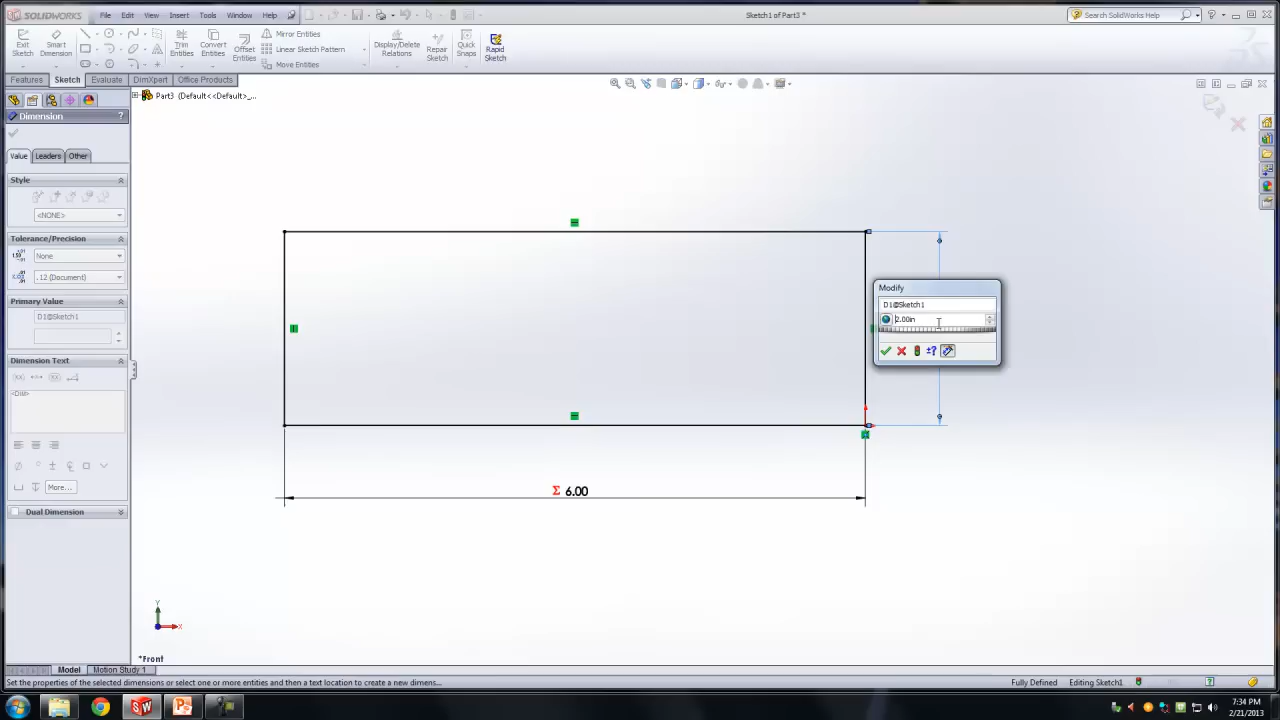 SOLIDWORKS File Edit View Insert Tools Window Help Sketch1 of Part3 * Search SolidWorks Help
Exit Sketch Smart Dimension Trim Entities Convert Entities Offset Entities Mirror Entities Linear Sketch Pattern Move Entities Display/Delete Relations Repair Sketch Quick Snaps Rapid Sketch
Features Sketch Evaluate DimXpert Office Products
Part3 (Default<<Default>_...
Dimension ?
Value Leaders Other
Style
<NONE>
Tolerance/Precision
None
.12 (Document)
Primary Value
D1@Sketch1
Dimension Text
<DIM>
More...
Dual Dimension
Modify
D1@Sketch1
2.00in
±?
Σ 6.00
Y
X
*Front
Model Motion Study 1
Set the properties of the selected dimensions or select one or more entities and then a text location to create a new dimens... Fully Defined Editing Sketch1
7:34 PM
2/21/2013